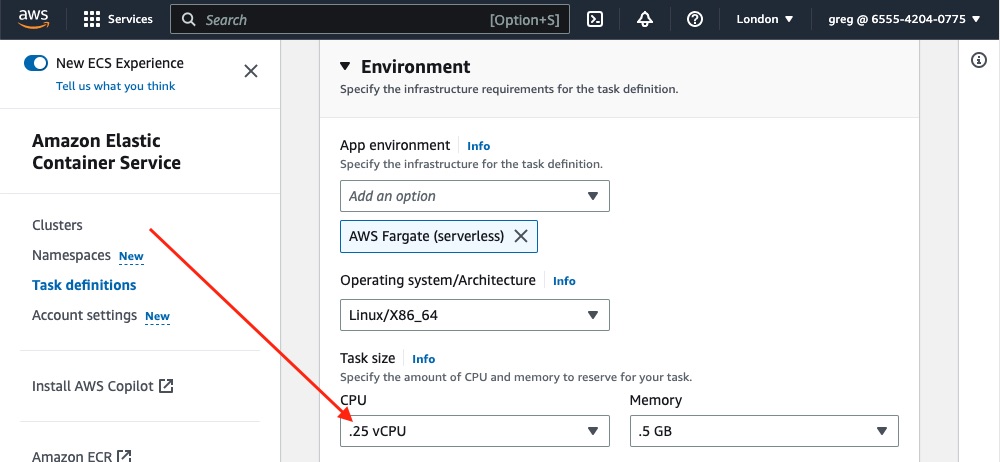 aws
Services
Search
[Option+S]
London
greg @ 6555-4204-0775
New ECS Experience
Tell us what you think
Amazon Elastic
Container Service
Clusters
Namespaces New
Task definitions
Account settings New
Install AWS Copilot
Amazon ECR
Environment
Specify the infrastructure requirements for the task definition.
App environment Info
Specify the infrastructure for the task definition.
Add an option
AWS Fargate (serverless)
Operating system/Architecture Info
Linux/X86_64
Task size Info
Specify the amount of CPU and memory to reserve for your task.
CPU
.25 vCPU
Memory
.5 GB